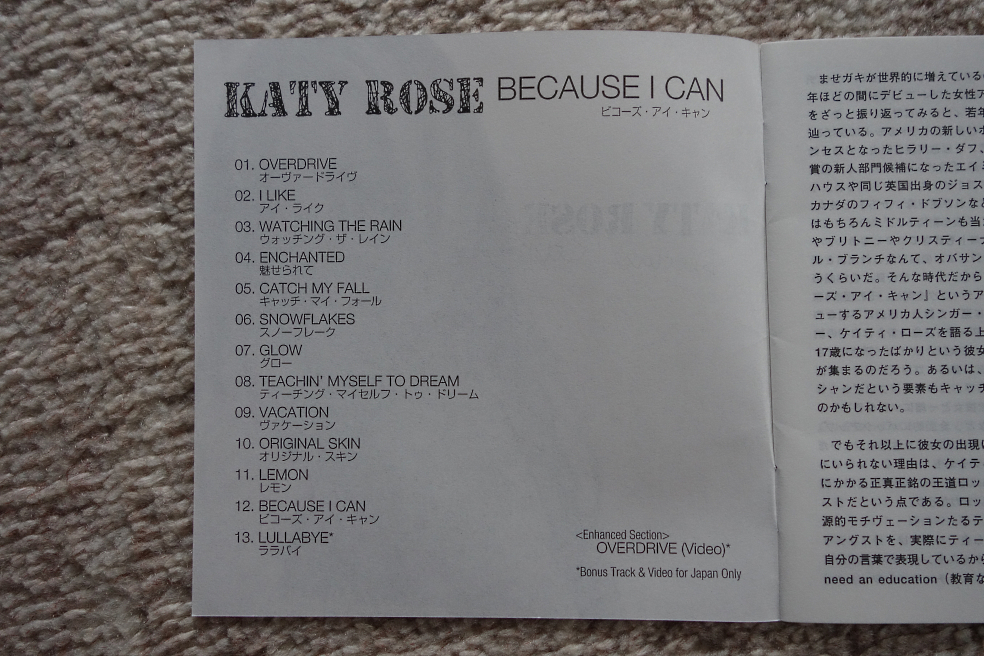 KATY ROSE BECAUSE I CAN
ビコーズ・アイ・キャン
01. OVERDRIVE
オーヴァードライヴ
02. I LIKE
アイ・ライク
03. WATCHING THE RAIN
ウォッチング・ザ・レイン
04. ENCHANTED
魅せられて
05. CATCH MY FALL
キャッチ・マイ・フォール
06. SNOWFLAKES
スノーフレーク
07. GLOW
グロー
08. TEACHIN' MYSELF TO DREAM
ティーチング・マイセルフ・トゥ・ドリーム
09. VACATION
ヴァケーション
10. ORIGINAL SKIN
オリジナル・スキン
11. LEMON
レモン
12. BECAUSE I CAN
ビコーズ・アイ・キャン
13. LULLABYE*
ララバイ
<Enhanced Section>
OVERDRIVE (Video)*
*Bonus Track & Video for Japan Only
ませガキが世界的に増えている
年ほどの間にデビューした女性ア
をざっと振り返ってみると、若年
辿っている。アメリカの新しいポ
ンセスとなったヒラリー・ダフ、
賞の新人部門候補になったエイミ
ハウスや同じ英国出身のジョス
カナダのフィフィ・ドブソンなど
はもちろんミドルティーンも当
やブリトニーやクリスティーナ
ル・ブランチなんて、オバサン
うくらいだ。そんな時代だから
ーズ・アイ・キャン』というア
ューするアメリカ人シンガー・
ー、ケイティ・ローズを語る上
17歳になったばかりという彼女
が集まるのだろう。あるいは、
シャンだという要素もキャッチ
のかもしれない。
でもそれ以上に彼女の出現に
にいられない理由は、ケイテ
にかかる正真正銘の王道ロッ
ストだという点である。ロッ
源的モチヴェーションたるテ
アングストを、実際にティー
自分の言葉で表現しているから
need an education（教育な